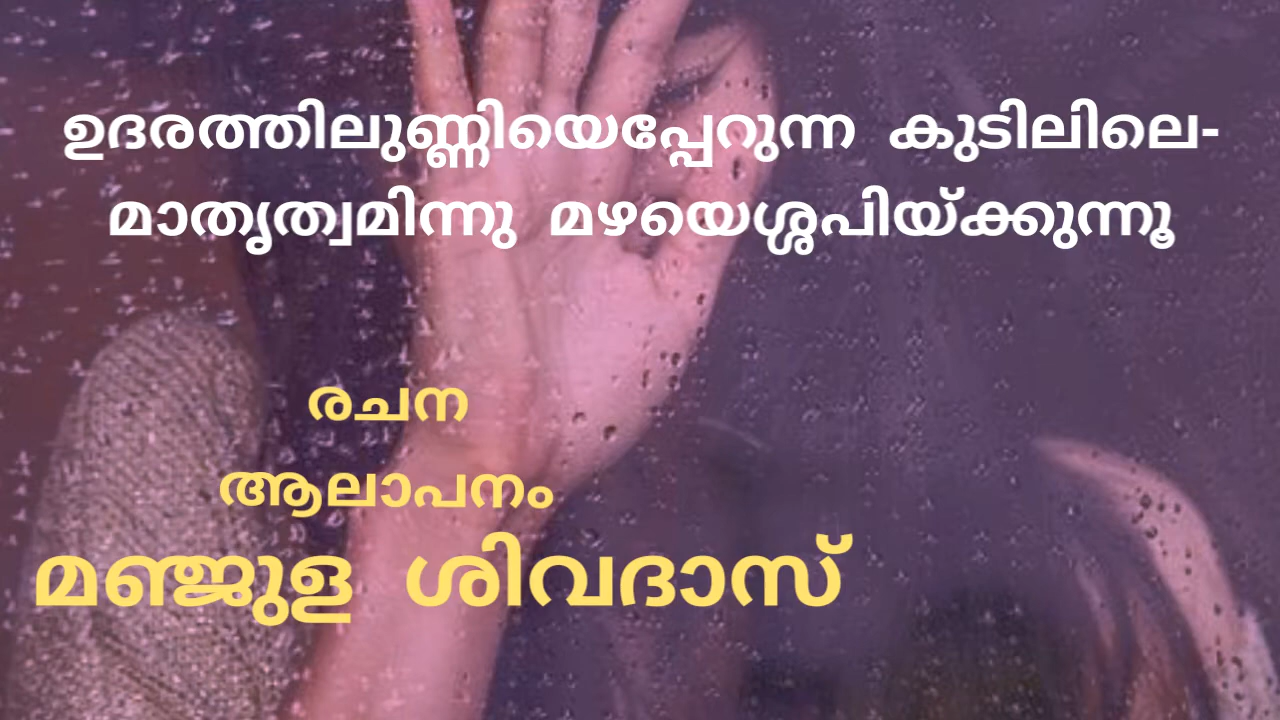 ഉദരത്തിലുണ്ണിയെപ്പേറുന്ന കുടിലിലെ-
മാതൃത്വമിന്നു മഴയെശ്ശപിയ്ക്കുന്നൂ
രചന
ആലാപനം
മഞ്ജുള ശിവദാസ്